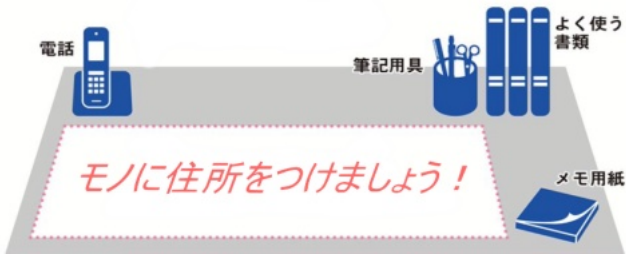 電話
筆記用具
よく使う
書類
モノに住所をつけましょう!
メモ用紙